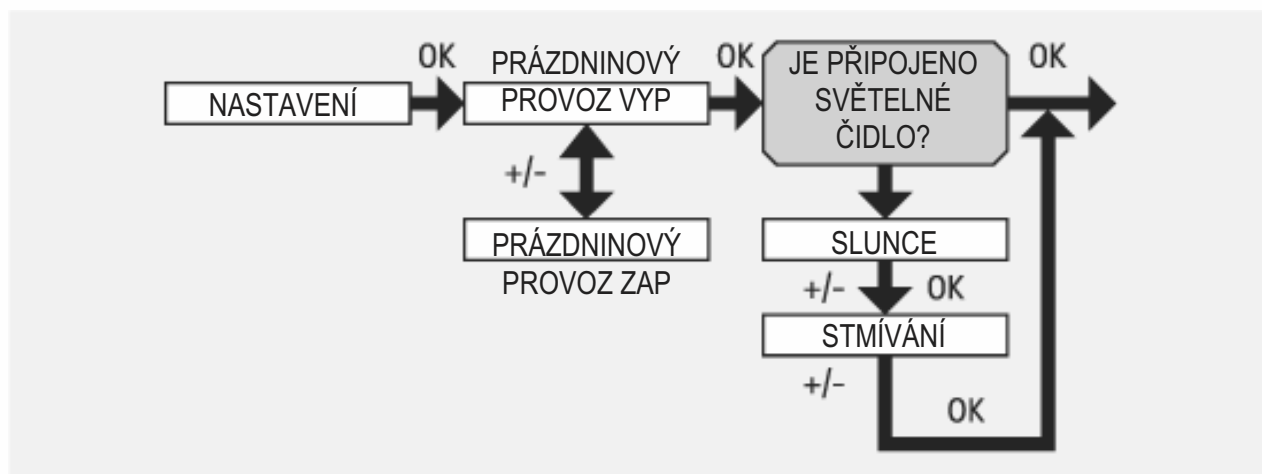 OK
PRÁZDNINOVÝ
OK
JE PŘIPOJENO
OK
NASTAVENÍ
PROVOZ VYP
SVĚTELNÉ
ČIDLO?
+/-
PRÁZDNINOVÝ
PROVOZ ZAP
SLUNCE
+/-
OK
STMÍVÁNÍ
+/-
OK